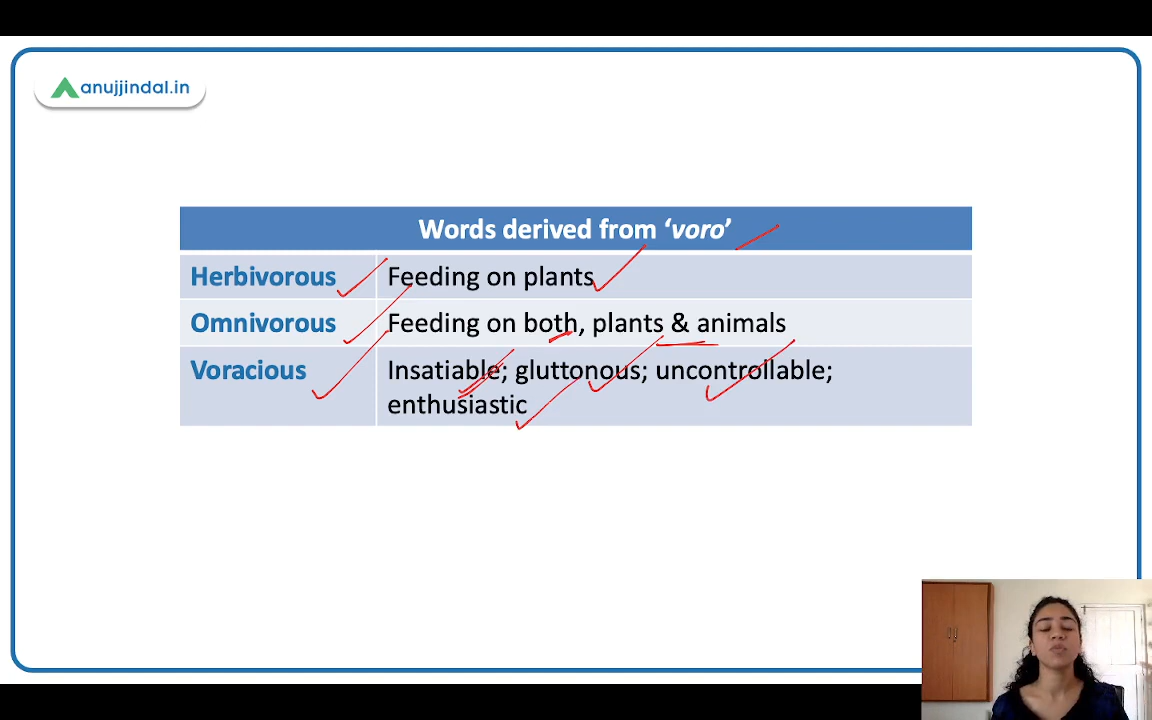 anujjindal.in
Words derived from ‘voro’
Herbivorous Feeding on plants
Omnivorous Feeding on both, plants & animals
Voracious Insatiable; gluttonous; uncontrollable;
enthusiastic